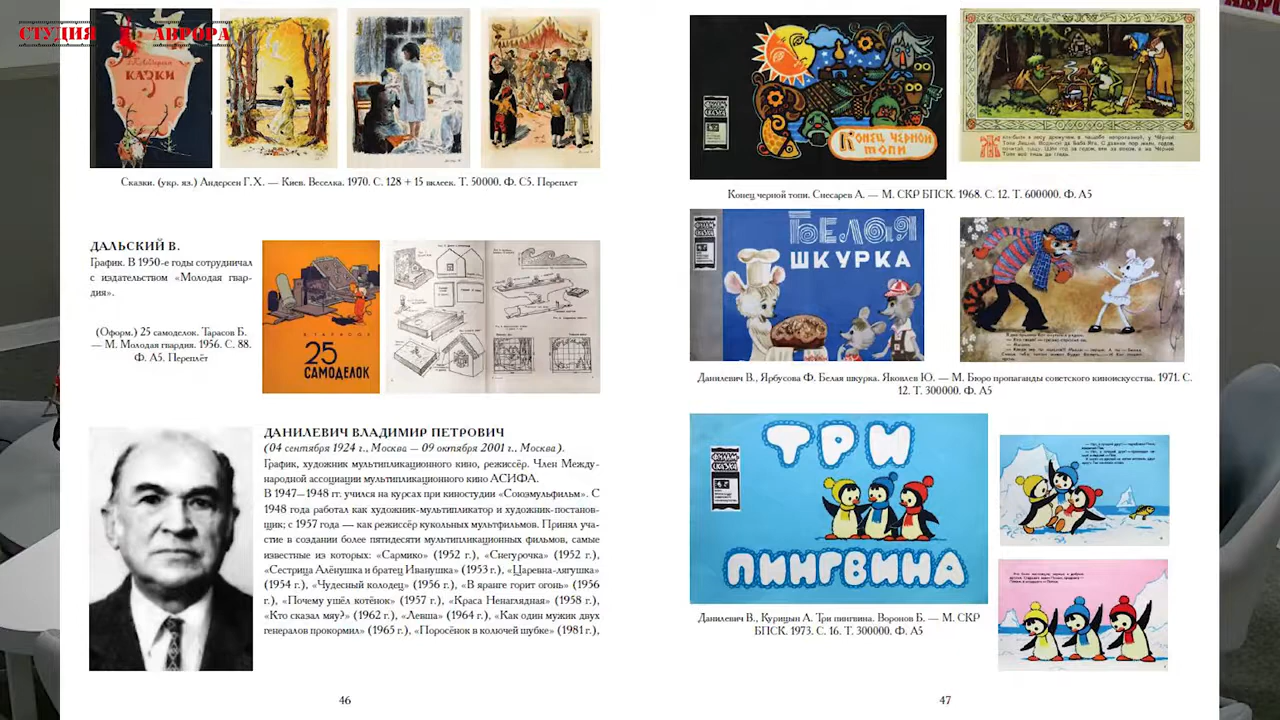 СТУДИЯ АВРОРА
КАЗКИ
Сказки. (укр. яз.) Андерсен Г.Х. — Киев. Веселка. 1970. С. 128 + 15 вклеек. Т. 50000. Ф. С5. Переплет
ДАЛЬСКИЙ В.
График. В 1950-е годы сотрудничал
с издательством «Молодая гвар-
дия».
(Оформ.) 25 самоделок. Тарасов Б.
— М. Молодая гвардия. 1956. С. 88.
Ф. А5. Переплёт
25
САМОДЕЛОК
ДАНИЛЕВИЧ ВЛАДИМИР ПЕТРОВИЧ
(04 сентября 1924 г., Москва — 09 октября 2001 г., Москва).
График, художник мультипликационного кино, режиссёр. Член Между-
народной ассоциации мультипликационного кино АСИФА.
В 1947—1948 гг. учился на курсах при киностудии «Союзмультфильм». С
1948 года работал как художник-мультипликатор и художник-постанов-
щик; с 1957 года — как режиссёр кукольных мультфильмов. Принял уча-
стие в создании более пятидесяти мультипликационных фильмов, самые
известные из которых: «Сармико» (1952 г.), «Снегурочка» (1952 г.),
«Сестрица Алёнушка и братец Иванушка» (1953 г.), «Царевна-лягушка»
(1954 г.), «Чудесный колодец» (1956 г.), «В яранге горит огонь» (1956
г.), «Почему ушёл котёнок» (1957 г.), «Краса Ненаглядная» (1958 г.),
«Кто сказал мяу?» (1962 г.), «Левша» (1964 г.), «Как один мужик двух
генералов прокормил» (1965 г.), «Поросёнок в колючей шубке» (1981 г.),
46
КОНЕЦ ЧЕРНОЙ
ТОПИ
Конец черной топи. Снесарев А. — М. СКР БПСК. 1968. С. 12. Т. 600000. Ф. А5
БЕЛАЯ
ШКУРКА
Данилевич В., Ярбусова Ф. Белая шкурка. Яковлев Ю. — М. Бюро пропаганды советского киноискусства. 1971. С.
12. Т. 300000. Ф. А5
ФИЛЬМ-
СКАЗКА
ТРИ
ПИНГВИНА
Данилевич В., Курицын А. Три пингвина. Воронов Б. — М. СКР
БПСК. 1973. С. 16. Т. 300000. Ф. А5
47